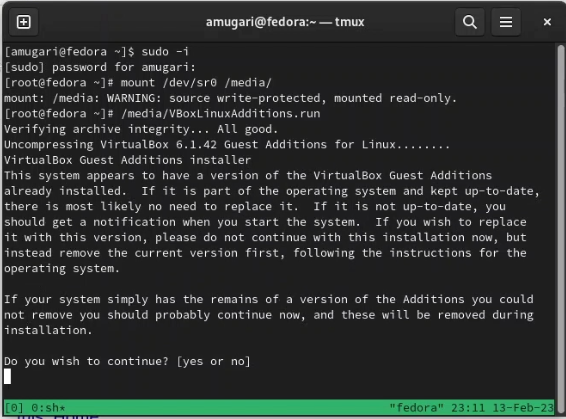 amugari@fedora:~ — tmux
[amugari@fedora ~]$ sudo -i
[sudo] password for amugari:
[root@fedora ~]# mount /dev/sr0 /media/
mount: /media: WARNING: source write-protected, mounted read-only.
[root@fedora ~]# /media/VBoxLinuxAdditions.run
Verifying archive integrity... All good.
Uncompressing VirtualBox 6.1.42 Guest Additions for Linux........
VirtualBox Guest Additions installer
This system appears to have a version of the VirtualBox Guest Additions
already installed.  If it is part of the operating system and kept up-to-date,
there is most likely no need to replace it.  If it is not up-to-date, you
should get a notification when you start the system.  If you wish to replace
it with this version, please do not continue with this installation now, but
instead remove the current version first, following the instructions for the
operating system.
If your system simply has the remains of a version of the Additions you could
not remove you should probably continue now, and these will be removed during
installation.
Do you wish to continue? [yes or no]
[0] 0:sh* "fedora" 23:11 13-Feb-23